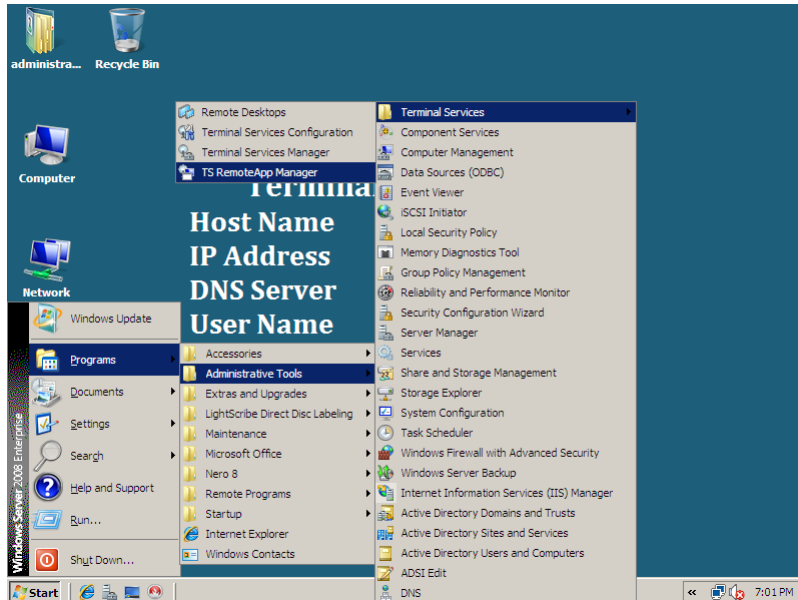 administra...
Recycle Bin
Computer
Network
Remote Desktops
Terminal Services Configuration
Terminal Services Manager
TS RemoteApp Manager
Terminal
Host Name
IP Address
DNS Server
User Name
Terminal Services
Component Services
Computer Management
Data Sources (ODBC)
Event Viewer
iSCSI Initiator
Local Security Policy
Memory Diagnostics Tool
Group Policy Management
Reliability and Performance Monitor
Security Configuration Wizard
Server Manager
Services
Share and Storage Management
Storage Explorer
System Configuration
Task Scheduler
Windows Firewall with Advanced Security
Windows Server Backup
Internet Information Services (IIS) Manager
Active Directory Domains and Trusts
Active Directory Sites and Services
Active Directory Users and Computers
ADSI Edit
DNS
Accessories
Administrative Tools
Extras and Upgrades
LightScribe Direct Disc Labeling
Maintenance
Microsoft Office
Nero 8
Remote Programs
Startup
Internet Explorer
Windows Contacts
Windows Update
Programs
Documents
Settings
Search
Help and Support
Run...
Shut Down...
Windows Server 2008 Enterprise
Start
7:01 PM